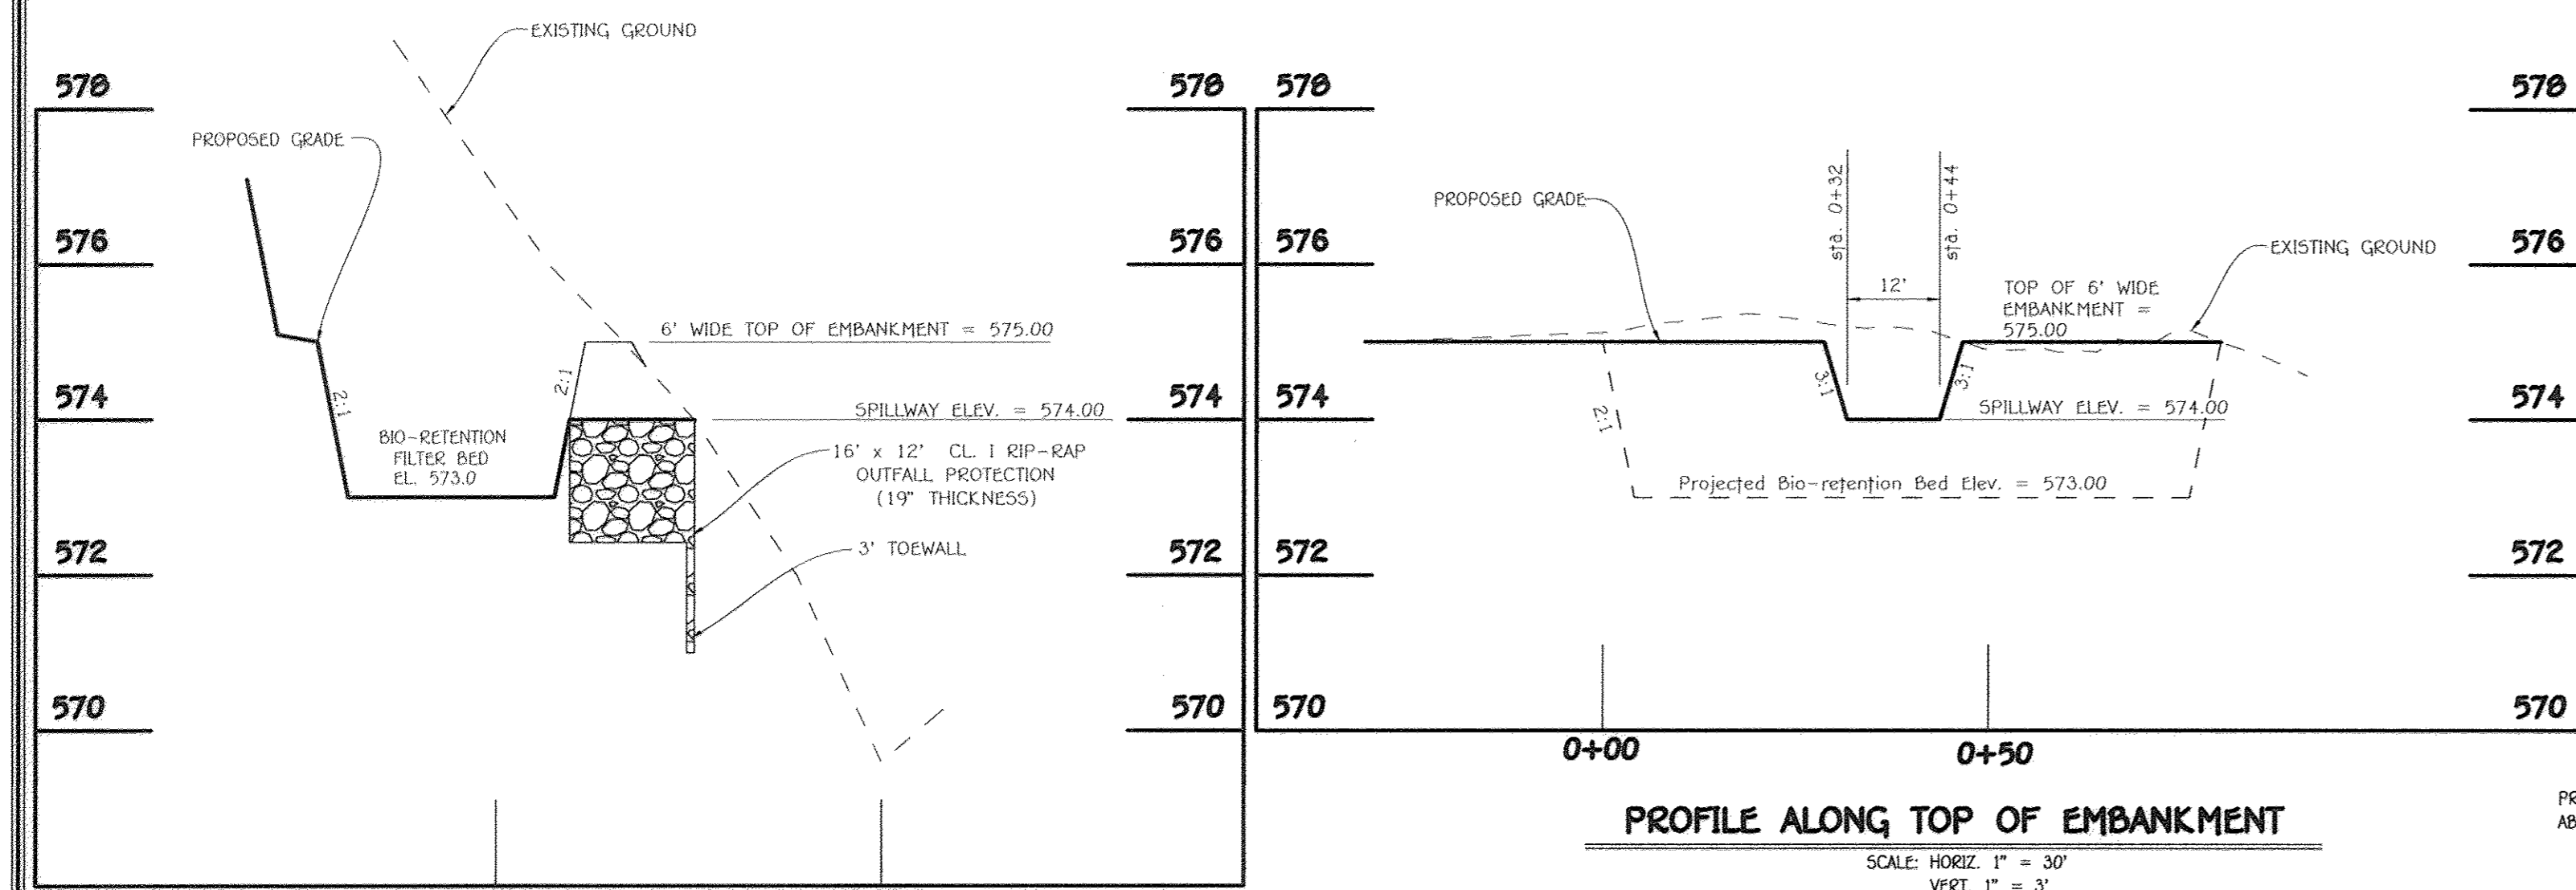 EXISTING GROUND
578
578
PROPOSED GRADE
576
576
6' WIDE TOP OF EMBANKMENT = 575.00
2:1
2:1
574
574
SPILLWAY ELEV. = 574.00
BIO-RETENTION
FILTER BED
EL. 573.0
16' x 12' CL. I RIP-RAP
OUTFALL PROTECTION
(19" THICKNESS)
3' TOEWALL
572
572
570
570
578
578
sta. 0+32
sta. 0+44
PROPOSED GRADE
EXISTING GROUND
576
576
12'
TOP OF 6' WIDE
EMBANKMENT =
575.00
3:1
3:1
2:1
574
574
SPILLWAY ELEV. = 574.00
Projected Bio-retention Bed Elev. = 573.00
572
572
570
570
0+00
0+50
PROFILE ALONG TOP OF EMBANKMENT
SCALE: HORIZ. 1" = 30'
VERT. 1" = 3'
PR
AB